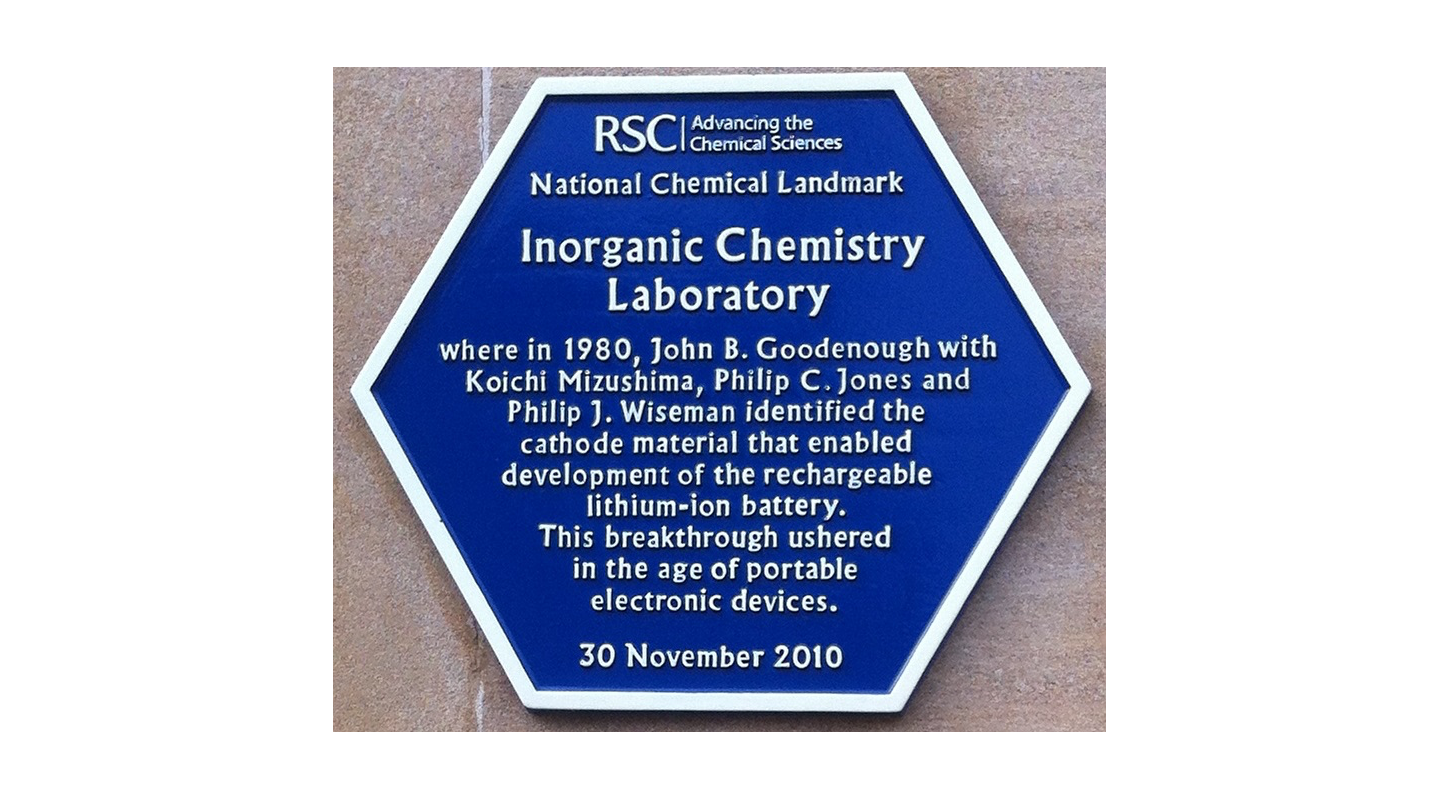 RSC | Advancing the
Chemical Sciences
National Chemical Landmark
Inorganic Chemistry
Laboratory
where in 1980, John B. Goodenough with
Koichi Mizushima, Philip C. Jones and
Philip J. Wiseman identified the
cathode material that enabled
development of the rechargeable
lithium-ion battery.
This breakthrough ushered
in the age of portable
electronic devices.
30 November 2010